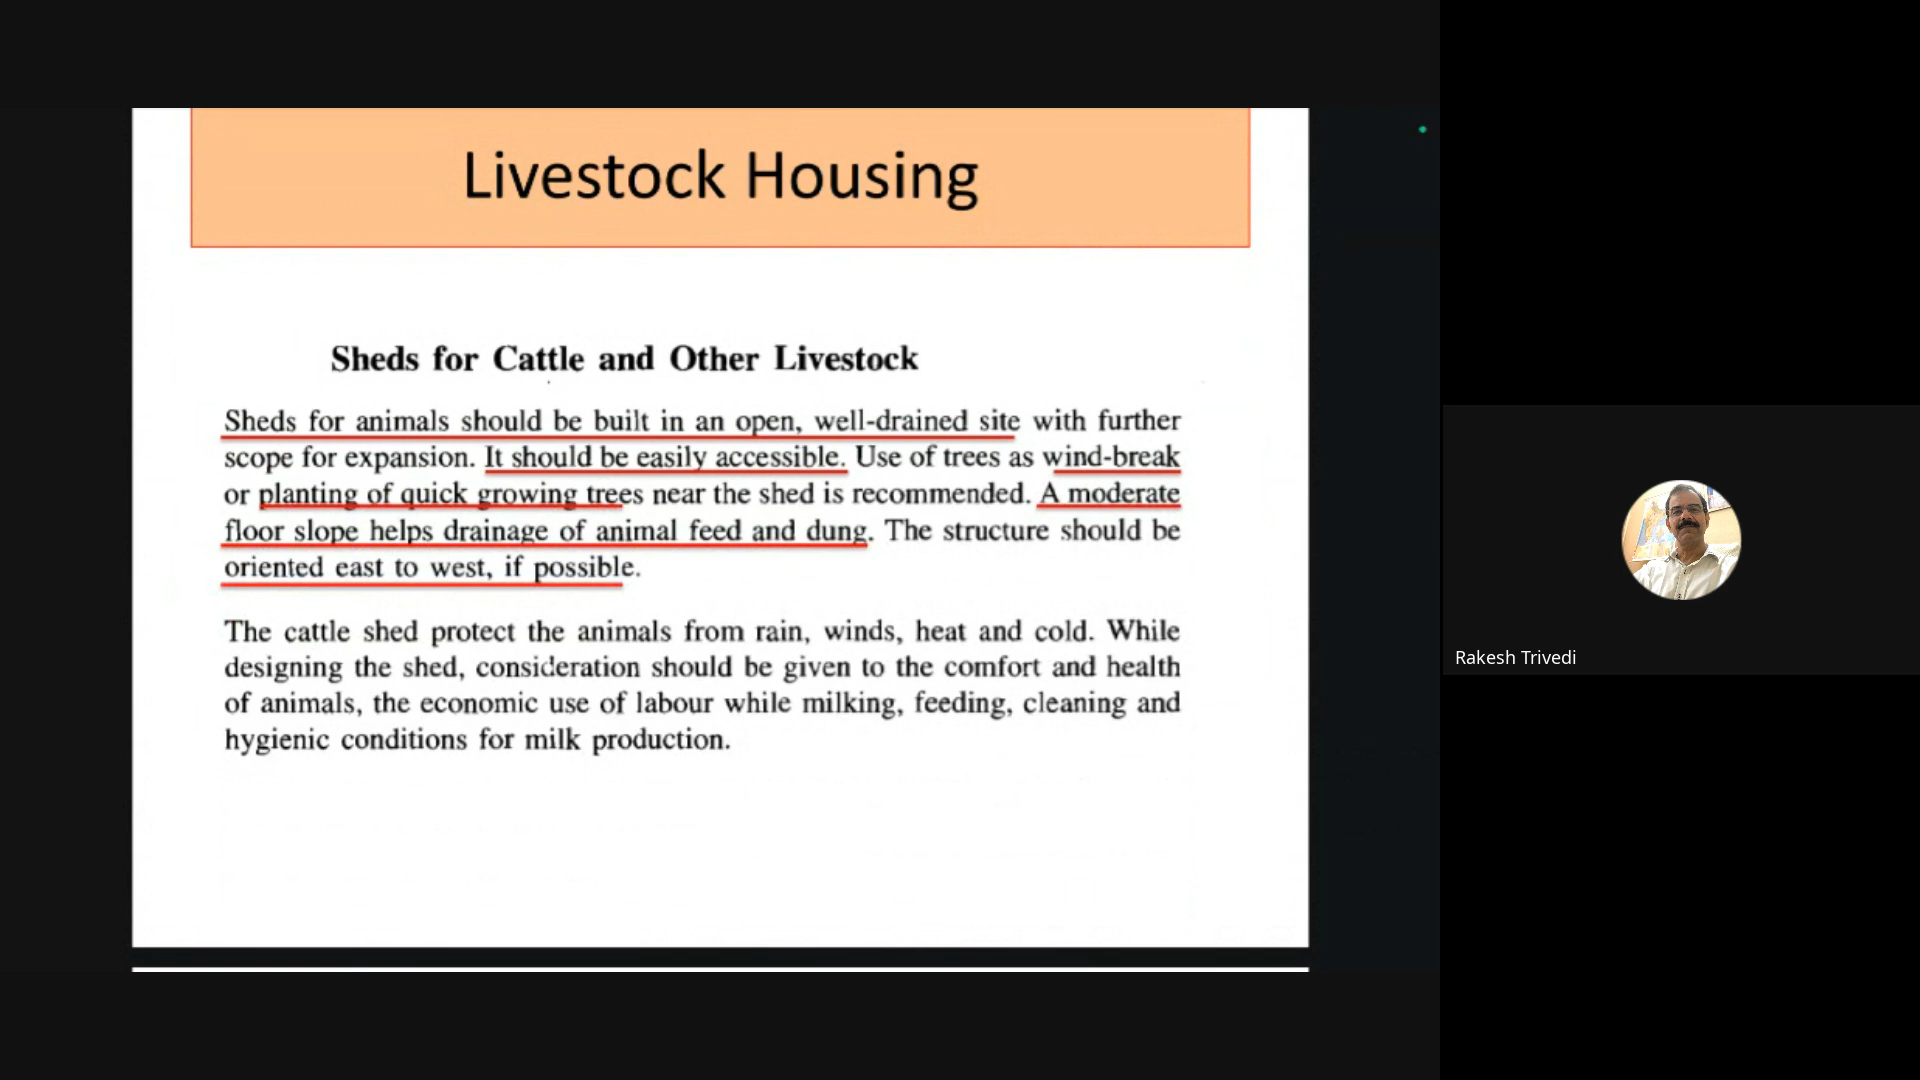 Livestock Housing
Sheds for Cattle and Other Livestock
Sheds for animals should be built in an open, well-drained site with further
scope for expansion. It should be easily accessible. Use of trees as wind-break
or planting of quick growing trees near the shed is recommended. A moderate
floor slope helps drainage of animal feed and dung. The structure should be
oriented east to west, if possible.
The cattle shed protect the animals from rain, winds, heat and cold. While
designing the shed, consideration should be given to the comfort and health
of animals, the economic use of labour while milking, feeding, cleaning and
hygienic conditions for milk production.
Rakesh Trivedi